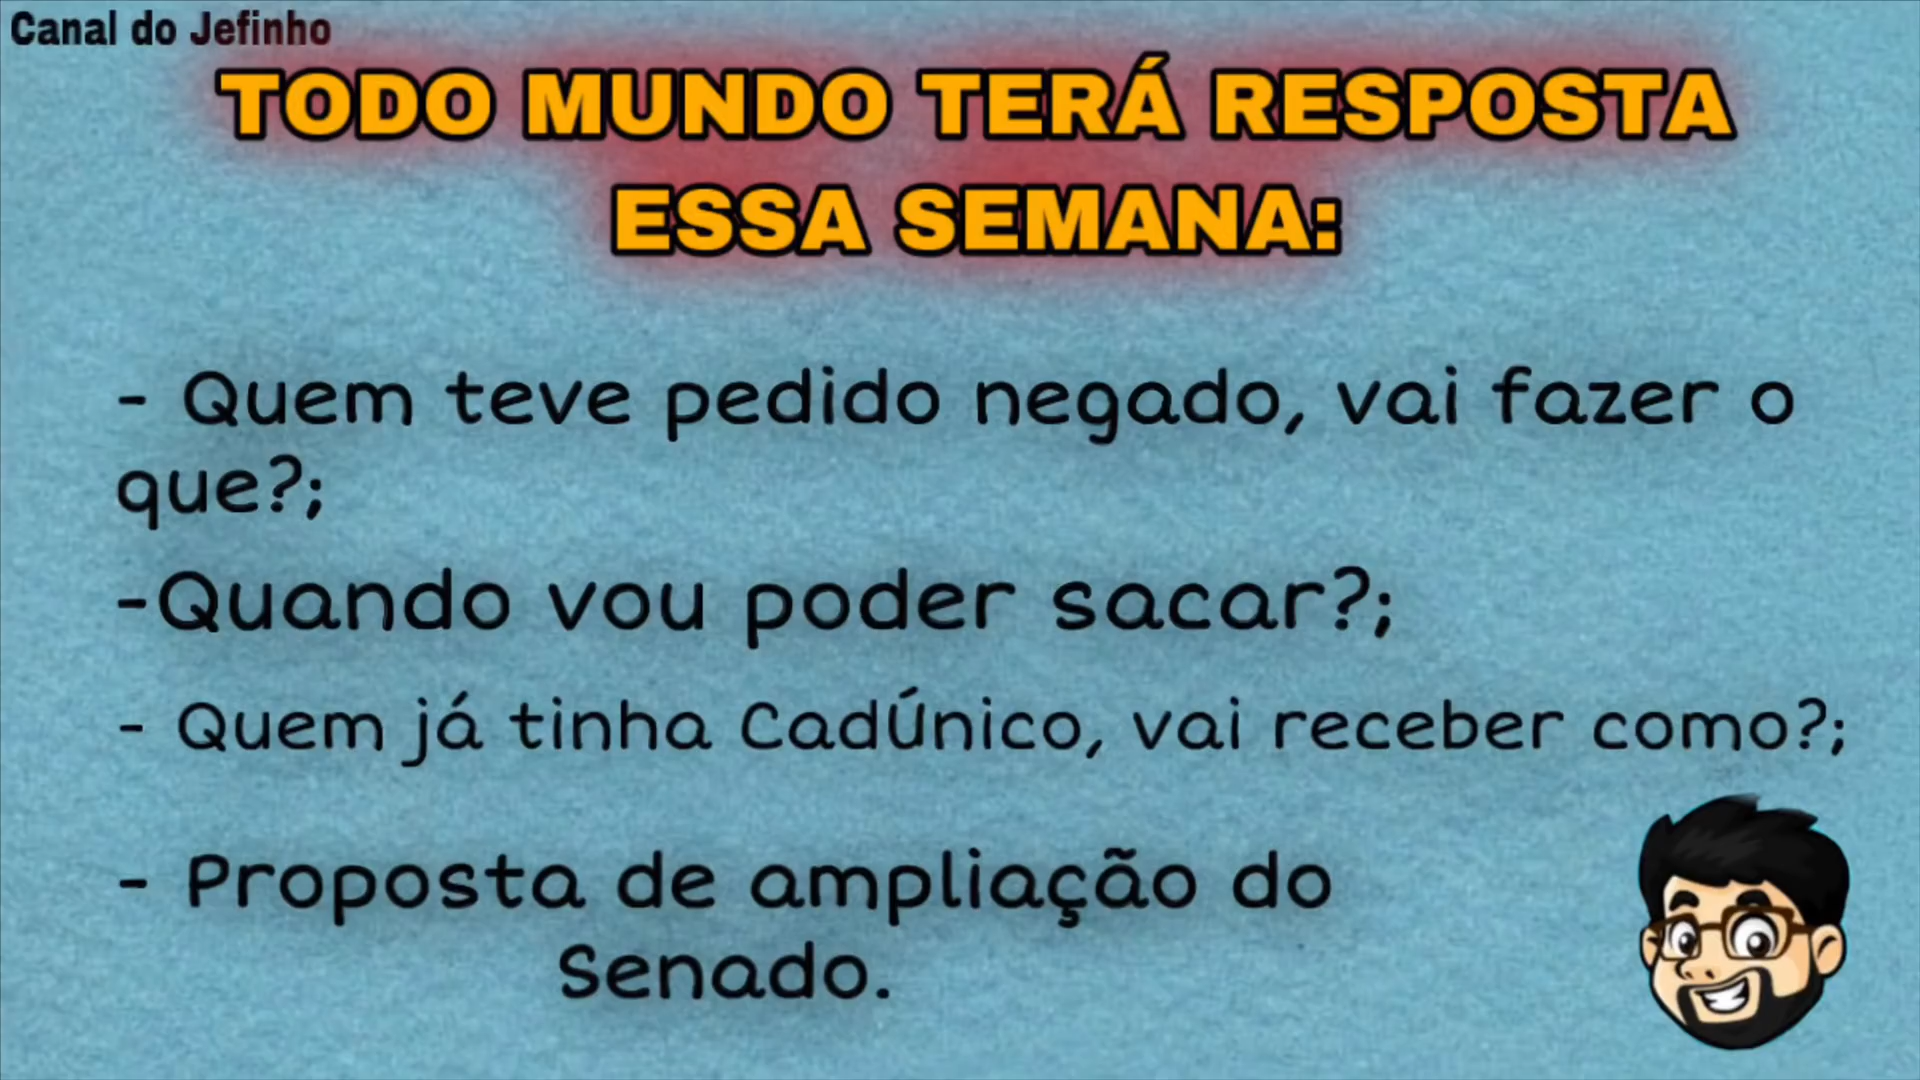 Canal do Jefinho
TODO MUNDO TERÁ RESPOSTA
ESSA SEMANA:
- Quem teve pedido negado, vai fazer o
que?;
-Quando vou poder sacar?;
- Quem já tinha CadÚnico, vai receber como?;
- Proposta de ampliação do
Senado.